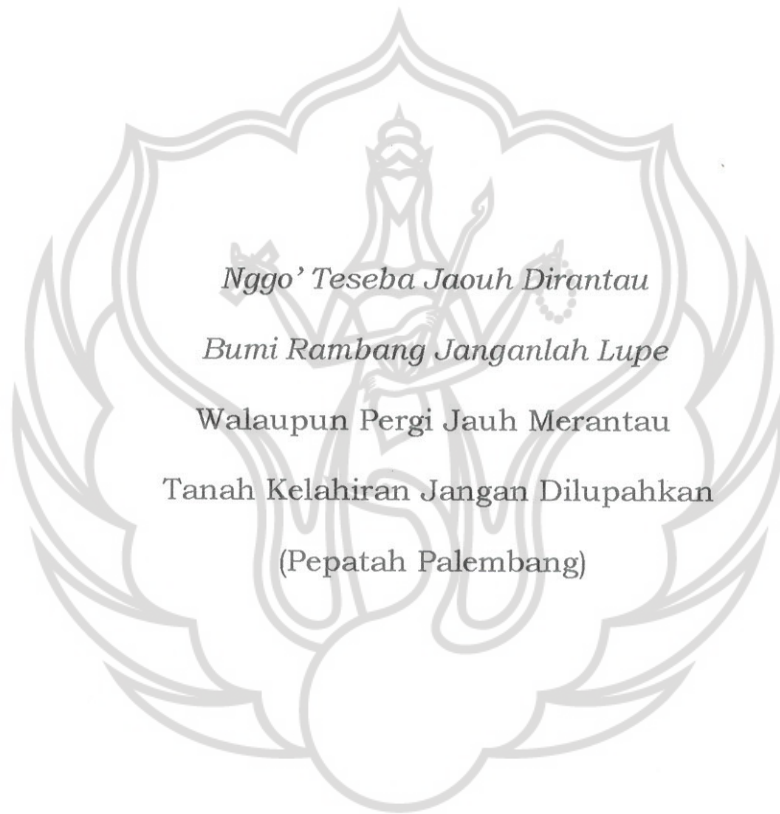 Nggo’ Teseba Jaouh Dirantau
Bumi Rambang Janganlah Lupe
Walaupun Pergi Jauh Merantau
Tanah Kelahiran Jangan Dilupahkan
(Pepatah Palembang)